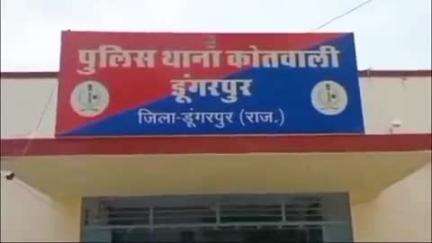 पुलिस थाना कोतवाली
डूंगरपुर
जिला-डूंगरपुर (राज.)